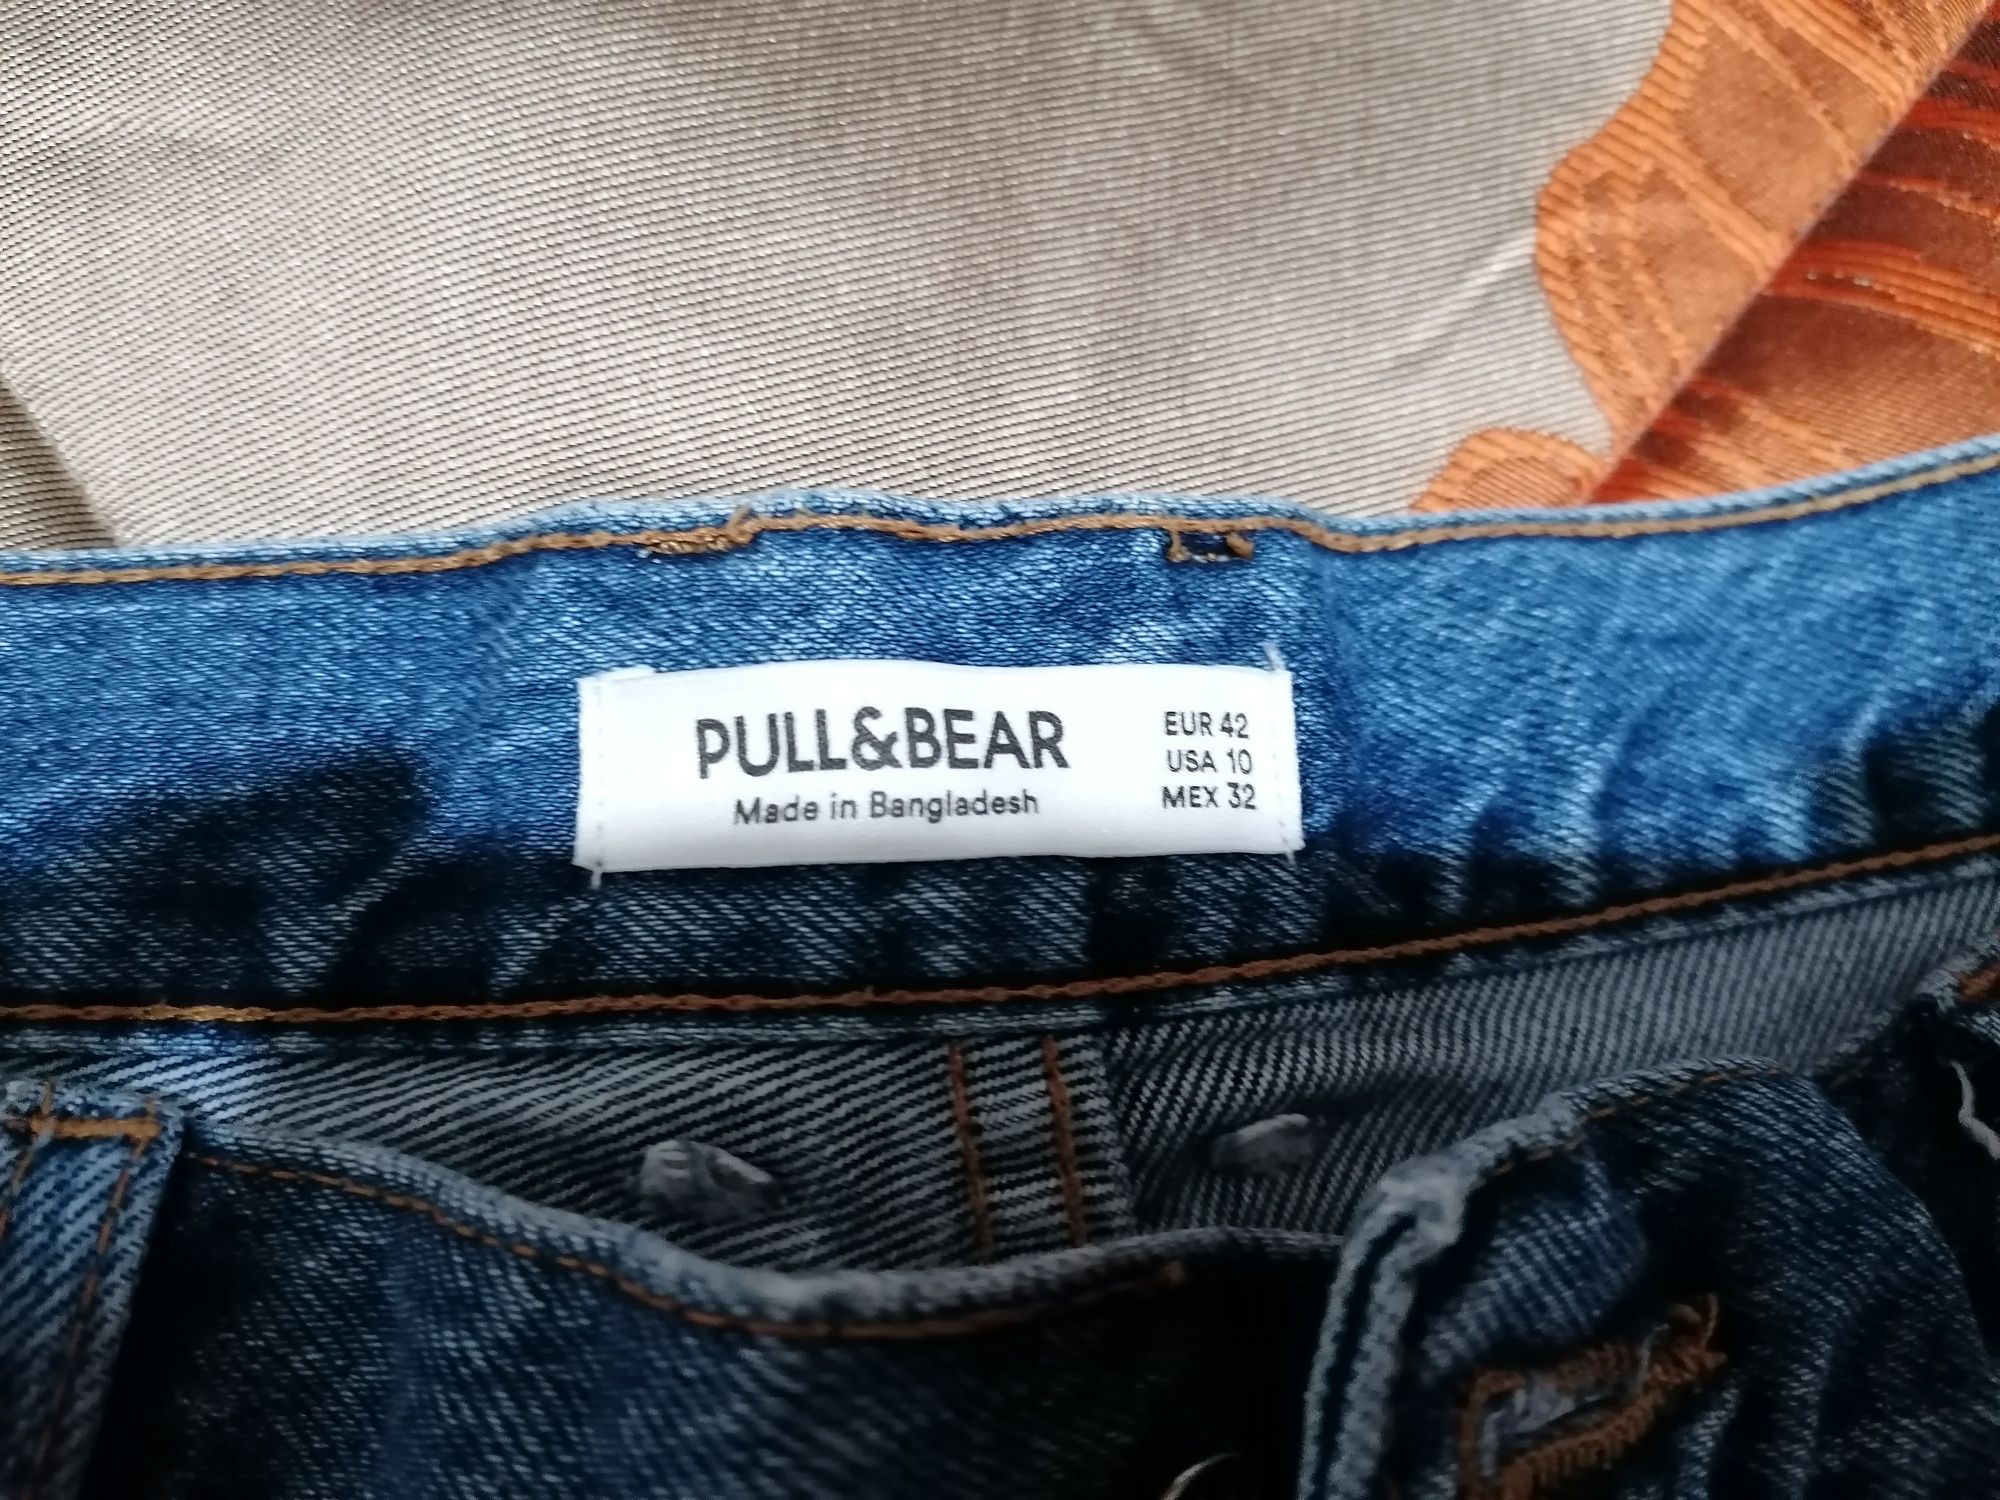 PULL&BEAR
Made in Bangladesh
EUR 42
USA 10
MEX 32